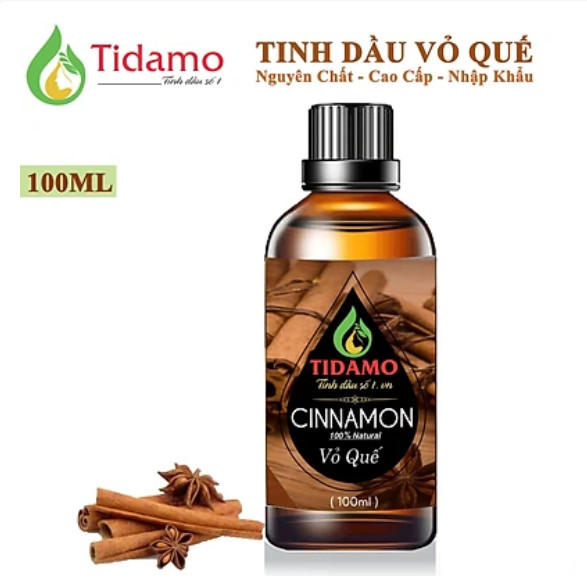 Tidamo
Tinh dầu số 1
TINH DẦU VỎ QUẾ
Nguyên Chất - Cao Cấp - Nhập Khẩu
100ML
TIDAMO
Tinh dầu số 1.vn
CINNAMON
100% Natural
Vỏ Quế
( 100ml )